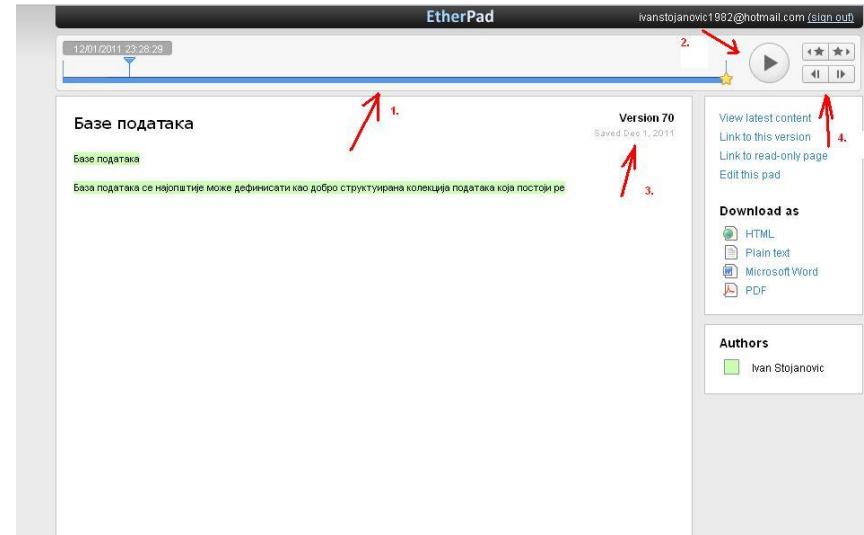 EtherPad
ivanstojanovic1982@hotmail.com (sign out)
12/01/2011 23:28:29
2.
1.
Базе података
Version 70
Saved Dec 1, 2011
Базе података
База података се најопштије може дефинисати као добро структуирана колекција података која постоји ре
3.
View latest content
Link to this version
4.
Link to read-only page
Edit this pad
Download as
HTML
Plain text
Microsoft Word
PDF
Authors
Ivan Stojanovic